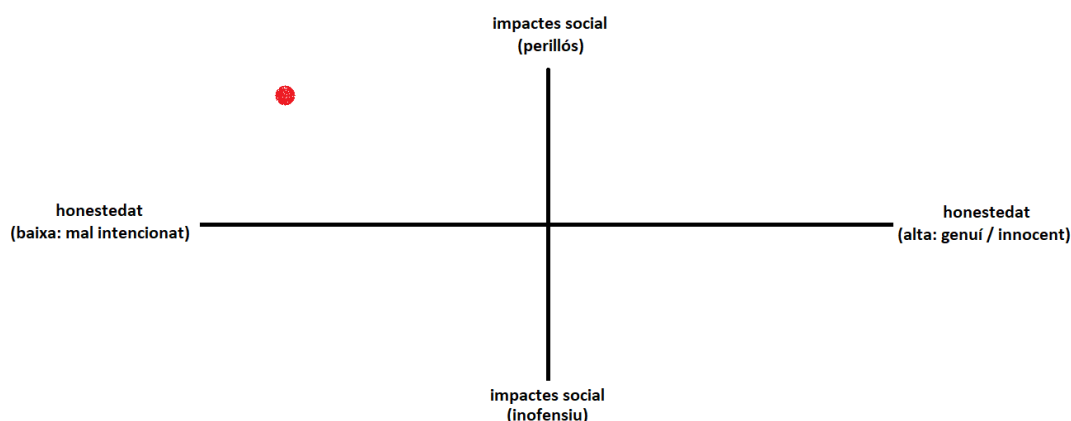 impactes social
(perillós)
honestedat
(baixa: mal intencionat)
honestedat
(alta: genuí / innocent)
impactes social
(inofensiu)